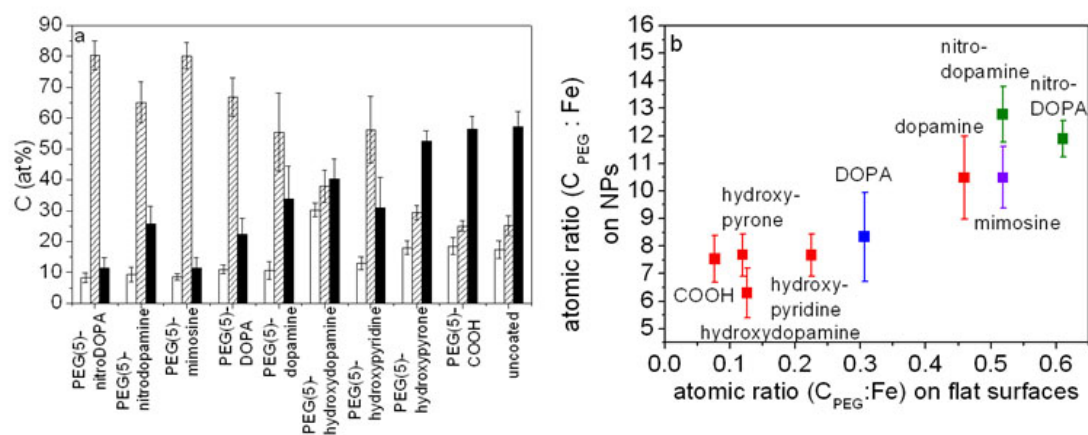 a
C (at%)
90
80
70
60
50
40
30
20
10
0
PEG(5)-
nitroDOPA
PEG(5)-
nitrodopamine
PEG(5)-
mimosine
PEG(5)-
DOPA
PEG(5)-
dopamine
PEG(5)-
hydroxydopamine
PEG(5)-
hydroxypyridine
PEG(5)-
hydroxypyrone
PEG(5)-
COOH
uncoated
b
atomic ratio (C_PEG : Fe)
on NPs
16
15
14
13
12
11
10
9
8
7
6
5
nitro-
dopamine
nitro-
DOPA
dopamine
mimosine
DOPA
hydroxy-
pyrone
COOH
hydroxy-
pyridine
hydroxydopamine
0.0
0.1
0.2
0.3
0.4
0.5
0.6
atomic ratio (C_PEG:Fe) on flat surfaces